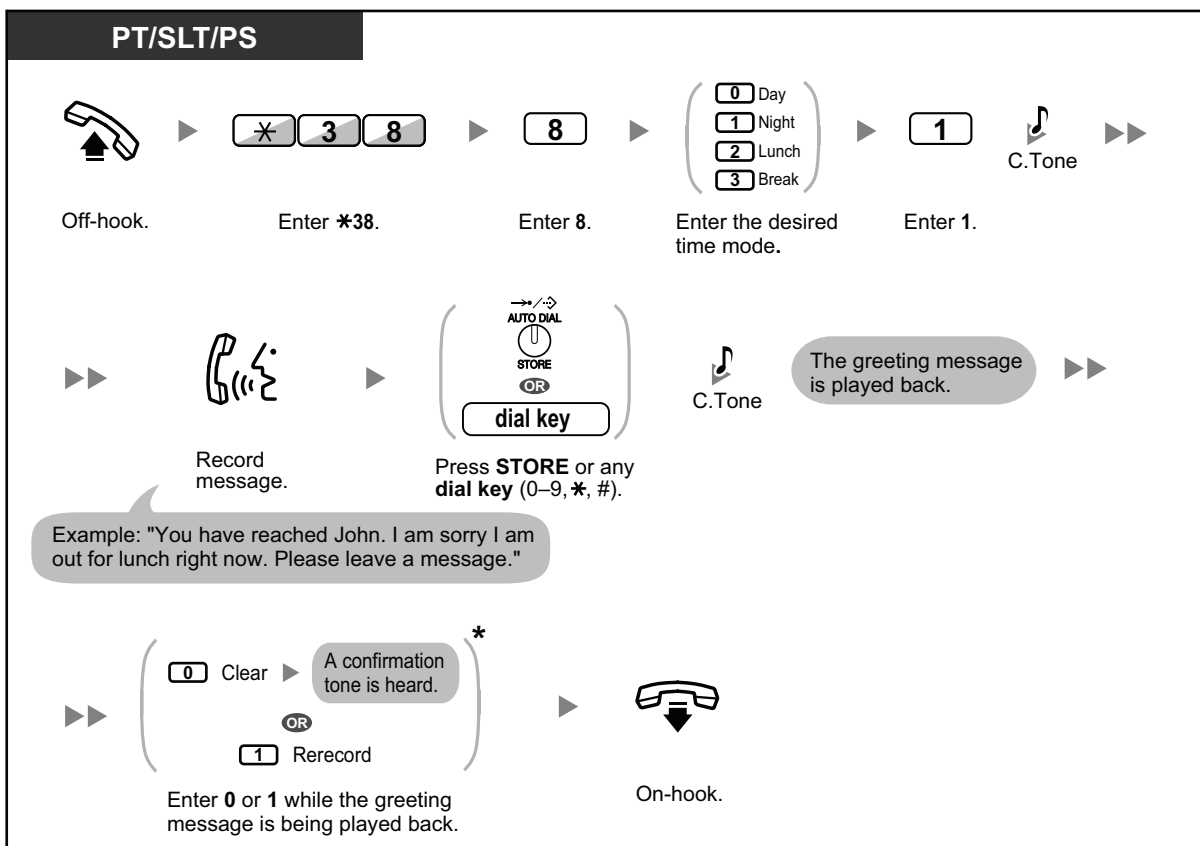 PT/SLT/PS
0 Day
1 Night
2 Lunch
3 Break
* 3 8
8
1
C.Tone
Off-hook.
Enter *38.
Enter 8.
Enter the desired
time mode.
Enter 1.
AUTO DIAL
STORE
OR
dial key
C.Tone
The greeting message
is played back.
Record
message.
Press STORE or any
dial key (0–9, *, #).
Example: "You have reached John. I am sorry I am
out for lunch right now. Please leave a message."
*
0 Clear
A confirmation
tone is heard.
OR
1 Rerecord
Enter 0 or 1 while the greeting
message is being played back.
On-hook.